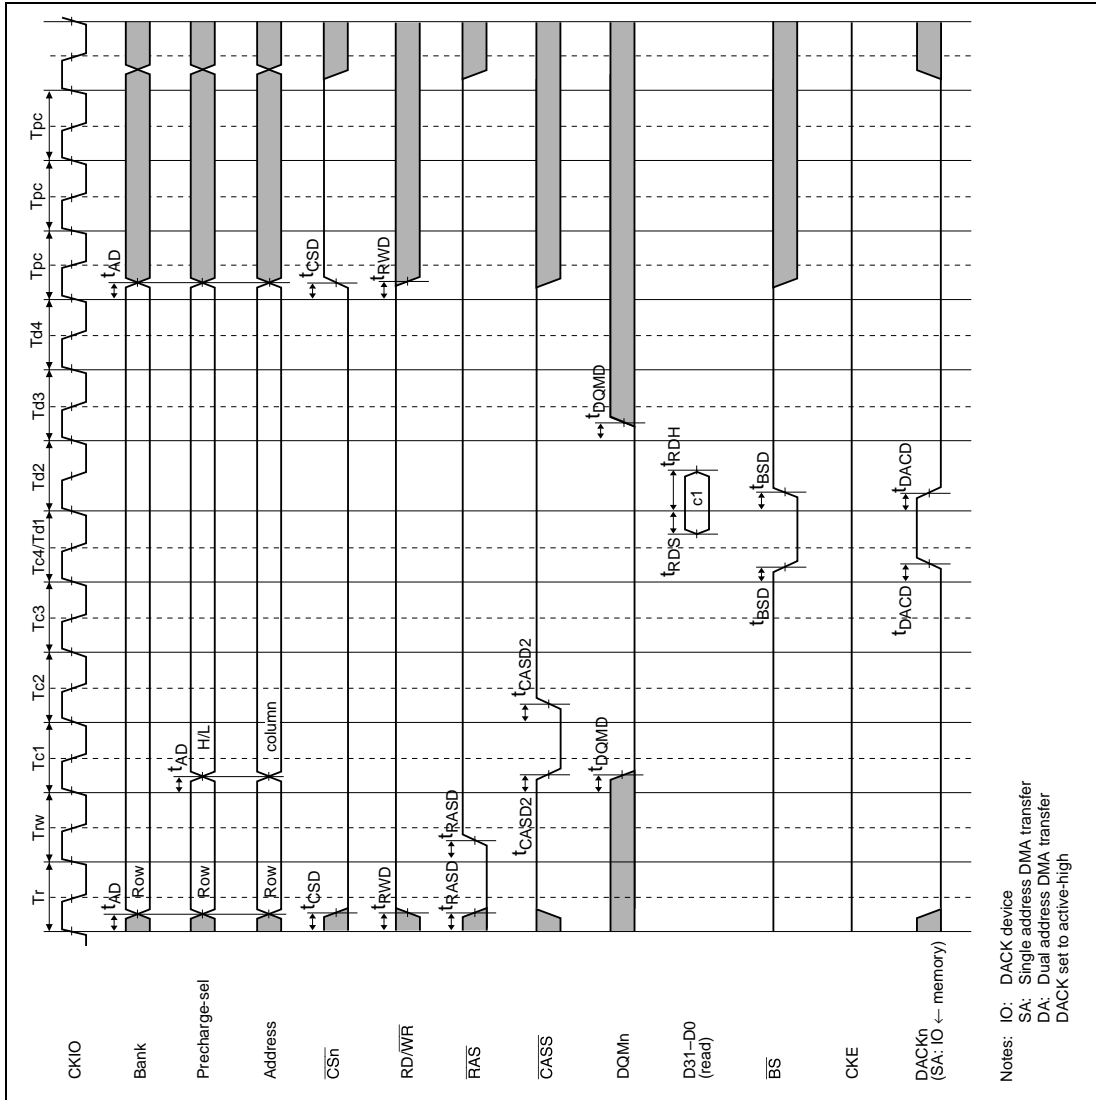 Tr
Trw
Tc1
Tc2
Tc3
Tc4/Td1
Td2
Td3
Td4
Tpc
Tpc
Tpc
CKIO
Bank
tAD
Row
tAD
Precharge-sel
Row
tAD
H/L
Address
Row
column
CSn
tCSD
tCSD
RD/WR
tRWD
tRWD
RAS
tRASD
tRASD
CASS
tCASD2
tCASD2
DQMn
tDQMD
tDQMD
D31–D0
(read)
tRDS
c1
tRDH
BS
tBSD
tBSD
CKE
DACKn
(SA: IO ← memory)
tDACD
tDACD
Notes: IO: DACK device
SA: Single address DMA transfer
DA: Dual address DMA transfer
DACK set to active-high